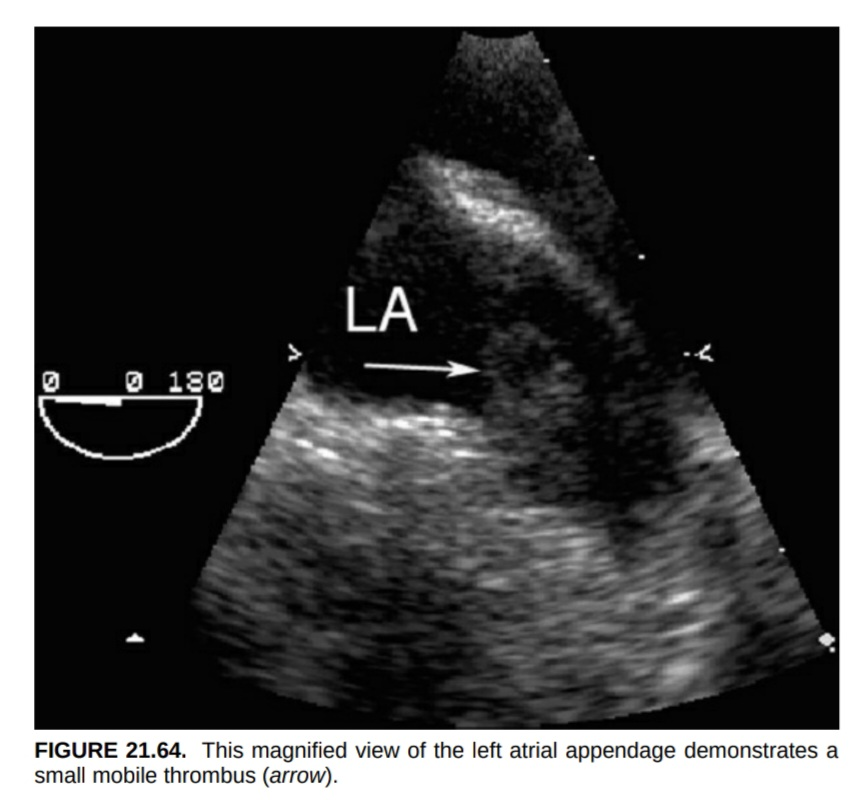 LA
0 0 180
FIGURE 21.64. This magnified view of the left atrial appendage demonstrates a
small mobile thrombus (arrow).